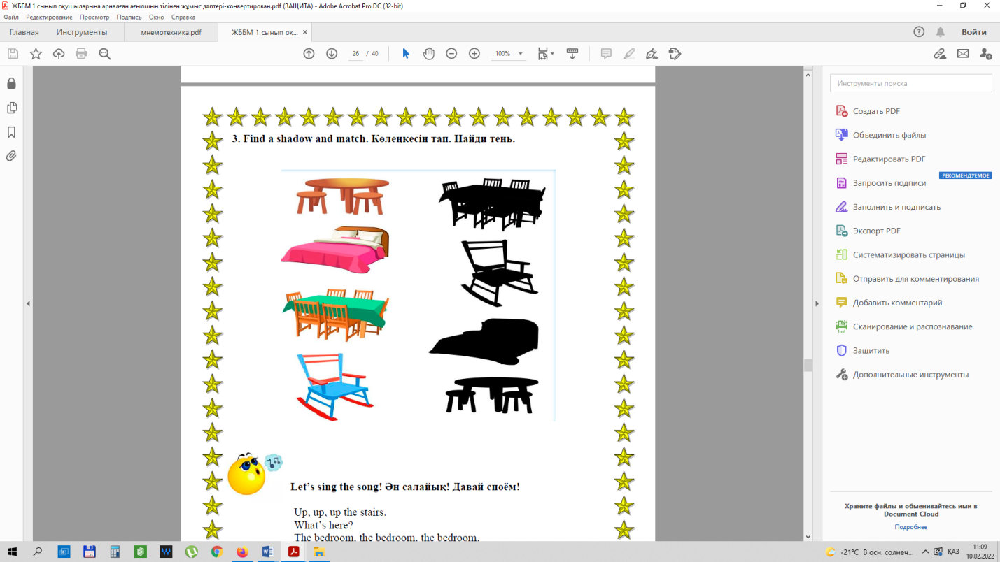 ЖББМ 1 сынып оқушыларына арналған ағылшын тілінен жұмыс дәптері-конвертирован.pdf (ЗАЩИТА) - Adobe Acrobat Pro DC (32-bit)
Файл Редактирование Просмотр Подпись Окно Справка
Главная Инструменты мнемотехника.pdf ЖББМ 1 сынып оқ... × Войти
26 / 40 100%
Инструменты поиска
Создать PDF
Объединить файлы
Редактировать PDF
РЕКОМЕНДУЕМОЕ
Запросить подписи
Заполнить и подписать
Экспорт PDF
Систематизировать страницы
Отправить для комментирования
Добавить комментарий
Сканирование и распознавание
Защитить
Дополнительные инструменты
Храните файлы и обменивайтесь ими в
Document Cloud
Подробнее
3. Find a shadow and match. Көлеңкесін тап. Найди тень.
Let’s sing the song! Ән салайық! Давай споём!
Up, up, up the stairs.
What’s here?
The bedroom, the bedroom, the bedroom.
-21°C В осн. солнеч... ҚАЗ 11:09
10.02.2022